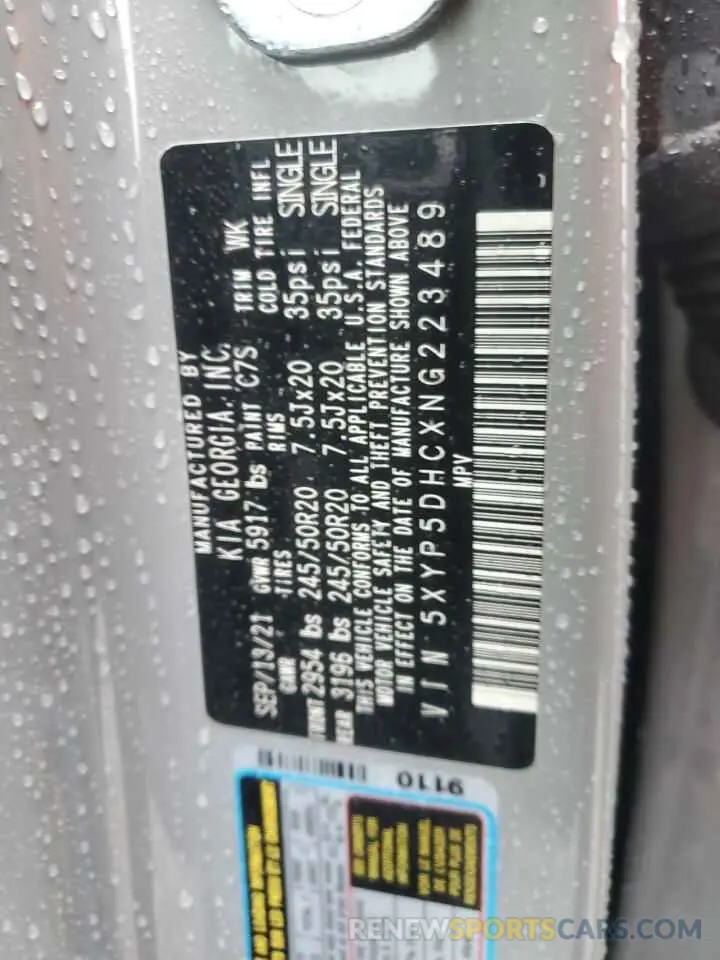 MANUFACTURED BY
KIA GEORGIA, INC.
SEP/13/21 GVWR 5917 lbs PAINT C7S TRIM WK
GAWR TIRES RIMS COLD TIRE INFL
FRONT 2954 lbs 245/50R20 7.5Jx20 35psi SINGLE
REAR 3196 lbs 245/50R20 7.5Jx20 35psi SINGLE
THIS VEHICLE CONFORMS TO ALL APPLICABLE U.S.A. FEDERAL
MOTOR VEHICLE SAFETY AND THEFT PREVENTION STANDARDS
IN EFFECT ON THE DATE OF MANUFACTURE SHOWN ABOVE
VIN 5XYP5DHCXNG223489
MPV
9110
RENEWSPORTSCARS.COM